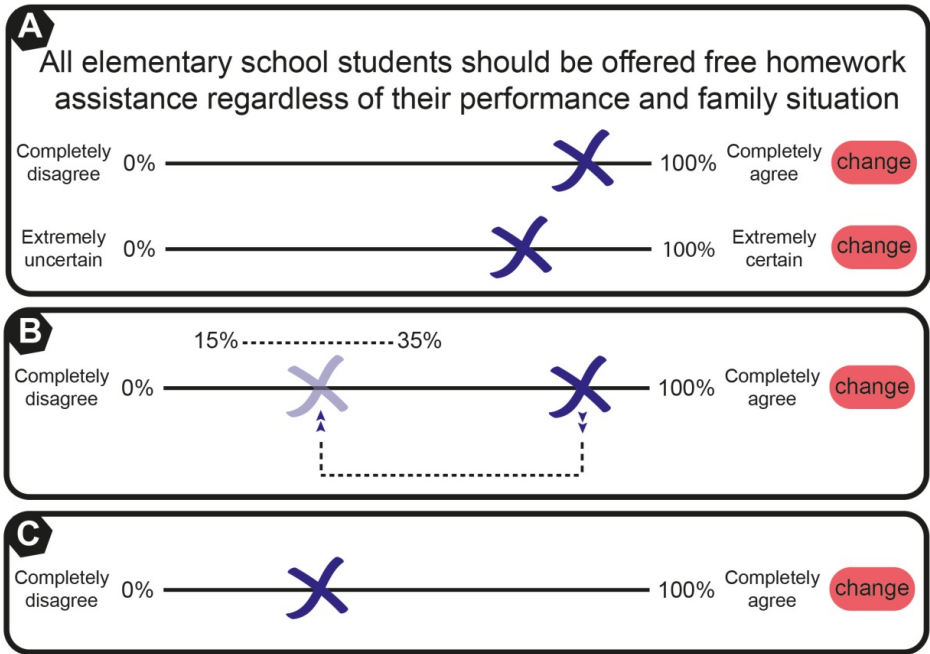 A
All elementary school students should be offered free homework
assistance regardless of their performance and family situation
Completely
disagree
0%
100%
Completely
agree
change
Extremely
uncertain
0%
100%
Extremely
certain
change
B
15%
35%
Completely
disagree
0%
100%
Completely
agree
change
C
Completely
disagree
0%
100%
Completely
agree
change